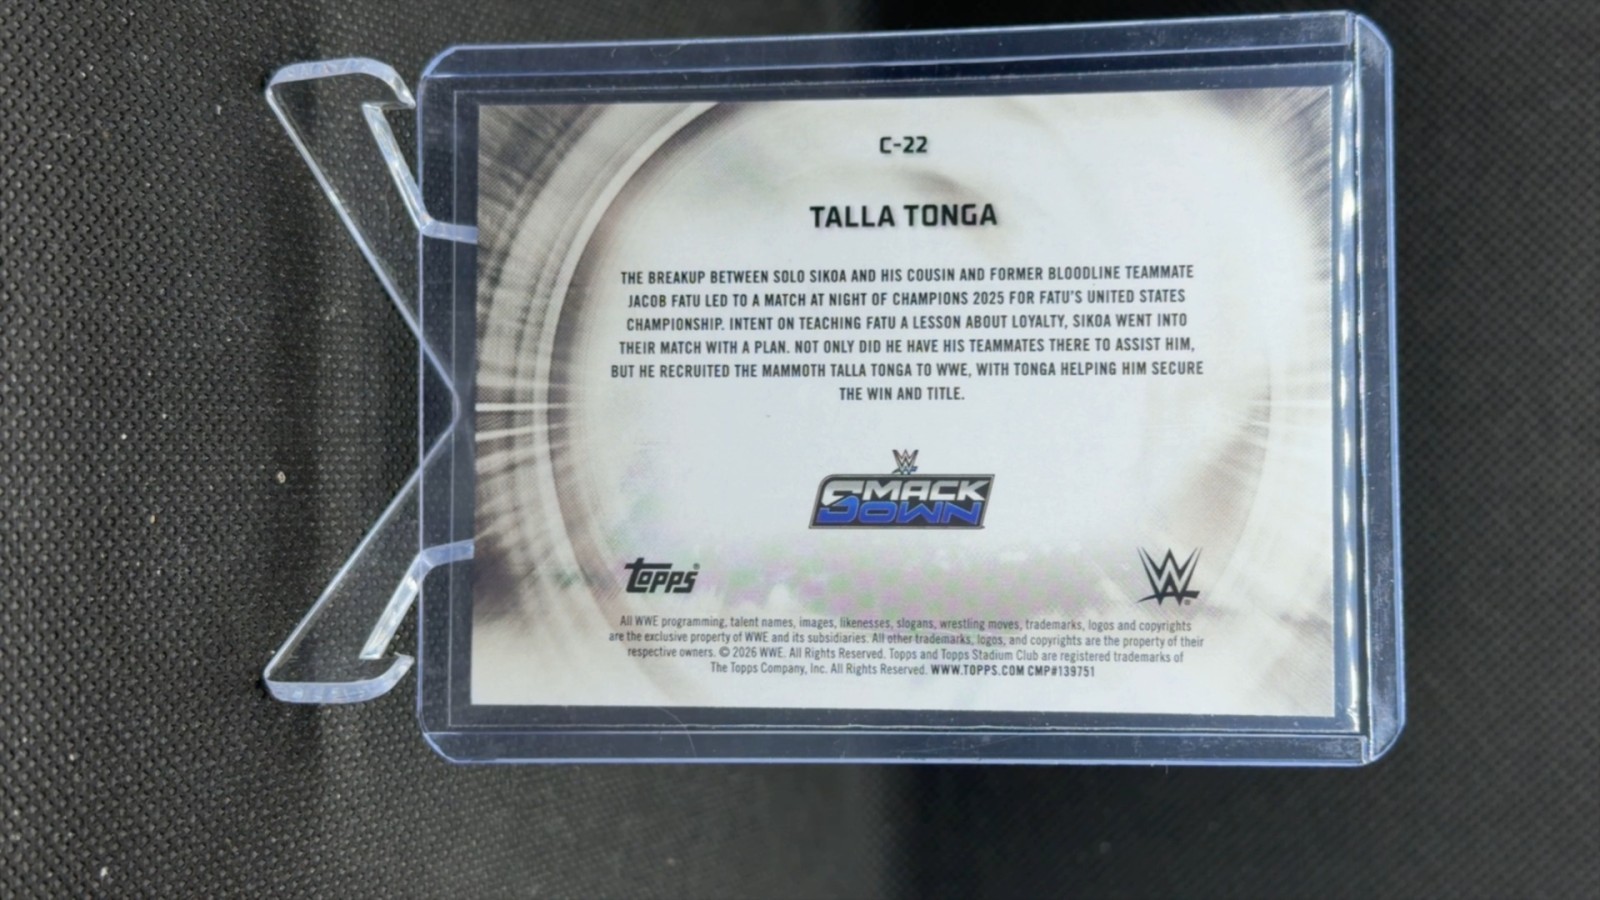 C-22
TALLA TONGA
THE BREAKUP BETWEEN SOLO SIKOA AND HIS COUSIN AND FORMER BLOODLINE TEAMMATE
JACOB FATU LED TO A MATCH AT NIGHT OF CHAMPIONS 2025 FOR FATU'S UNITED STATES
CHAMPIONSHIP. INTENT ON TEACHING FATU A LESSON ABOUT LOYALTY, SIKOA WENT INTO
THEIR MATCH WITH A PLAN. NOT ONLY DID HE HAVE HIS TEAMMATES THERE TO ASSIST HIM,
BUT HE RECRUITED THE MAMMOTH TALLA TONGA TO WWE, WITH TONGA HELPING HIM SECURE
THE WIN AND TITLE.
W
SMACK
DOWN
Topps®
W®
All WWE programming, talent names, images, likenesses, slogans, wrestling moves, trademarks, logos and copyrights
are the exclusive property of WWE and its subsidiaries. All other trademarks, logos, and copyrights are the property of their
respective owners. © 2026 WWE. All Rights Reserved. Topps and Topps Stadium Club are registered trademarks of
The Topps Company, Inc. All Rights Reserved. WWW.TOPPS.COM CMP#139751